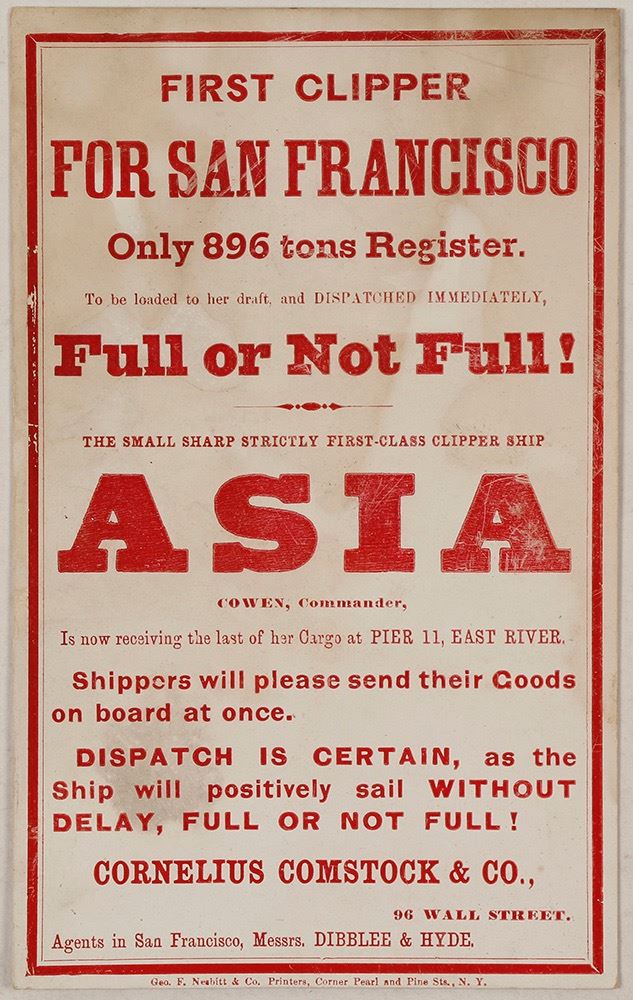 FIRST CLIPPER
FOR SAN FRANCISCO
Only 896 tons Register.
To be loaded to her draft, and DISPATCHED IMMEDIATELY,
Full or Not Full!
THE SMALL SHARP STRICTLY FIRST-CLASS CLIPPER SHIP
ASIA
COWEN, Commander,
Is now receiving the last of her Cargo at PIER 11, EAST RIVER.
Shippers will please send their Goods
on board at once.
DISPATCH IS CERTAIN, as the
Ship will positively sail WITHOUT
DELAY, FULL OR NOT FULL!
CORNELIUS COMSTOCK & CO.,
96 WALL STREET.
Agents in San Francisco, Messrs. DIBBLEE & HYDE.
Geo. F. Nesbitt & Co. Printers, Corner Pearl and Pine Sts., N. Y.